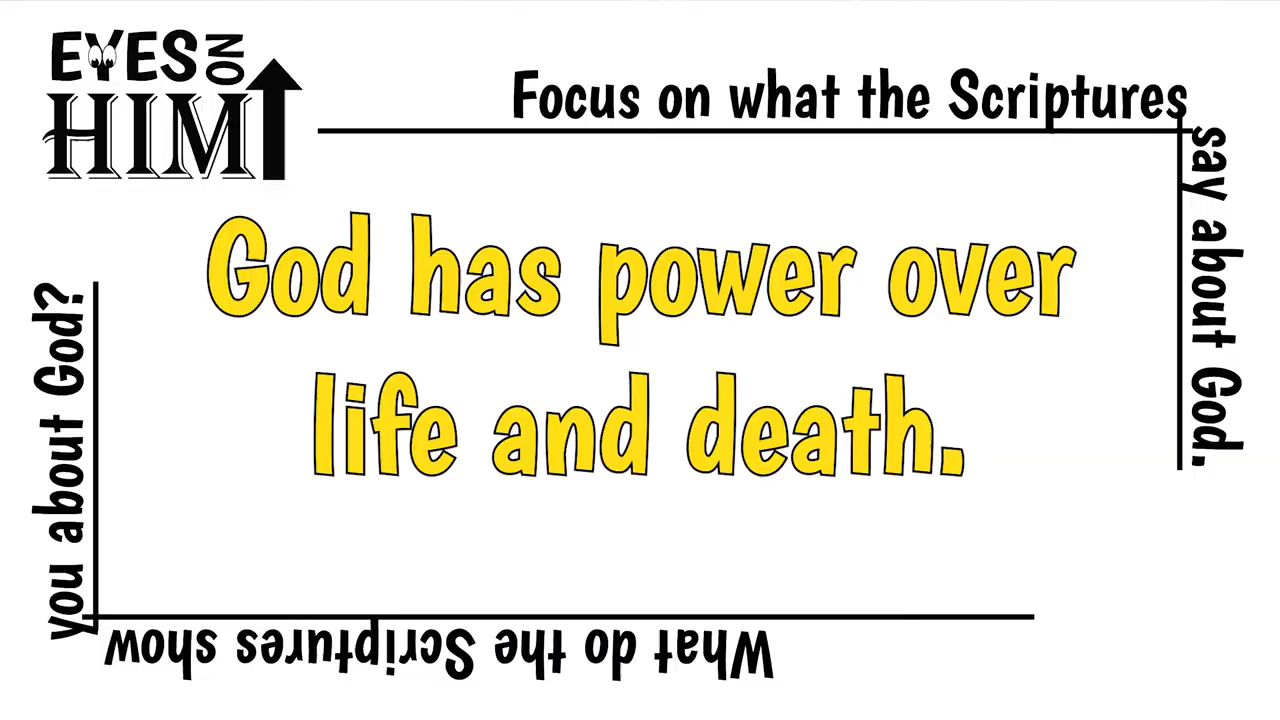 EYES ON
HIM
Focus on what the Scriptures
say about God.
God has power over
life and death.
What do the Scriptures show
you about God?